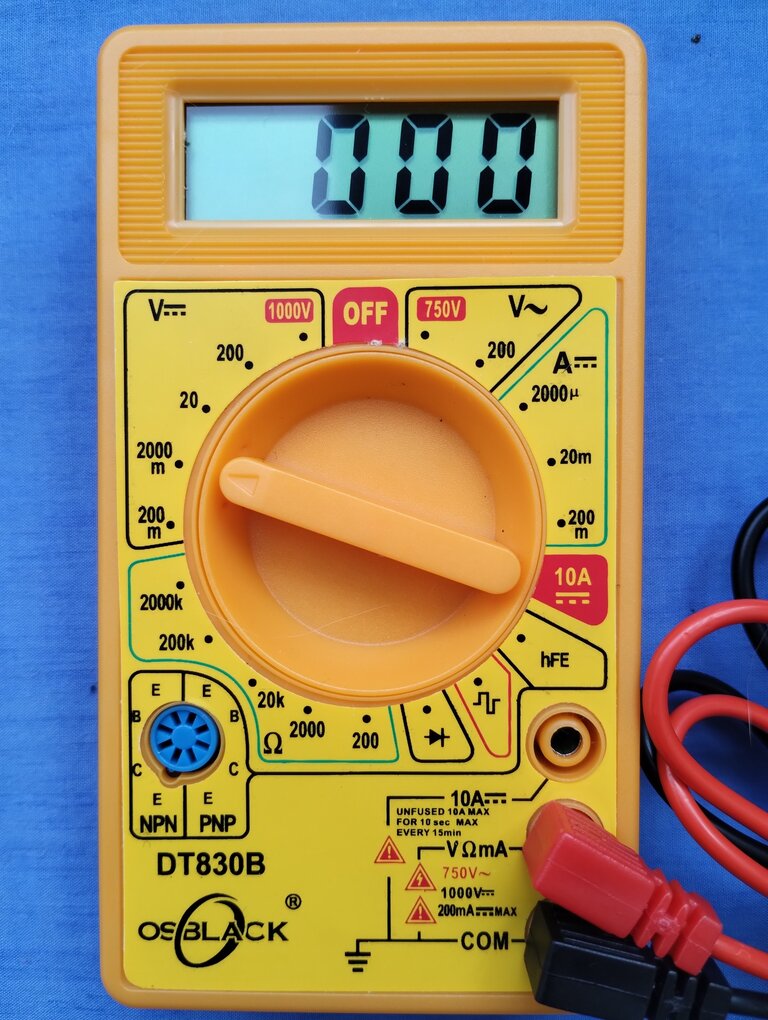 000
V⎓
1000V
OFF
750V
V~
200
200
A⎓
20
2000µ
2000
m
20m
200
m
200
m
2000k
10A
⎓
200k
hFE
20k
2000
200
Ω
E
E
B
B
C
C
E
E
NPN
PNP
10A⎓
UNFUSED 10A MAX
FOR 10 sec MAX
EVERY 15min
VΩmA
750V~
1000V⎓
200mA⎓MAX
COM
DT830B
OSBLACK®